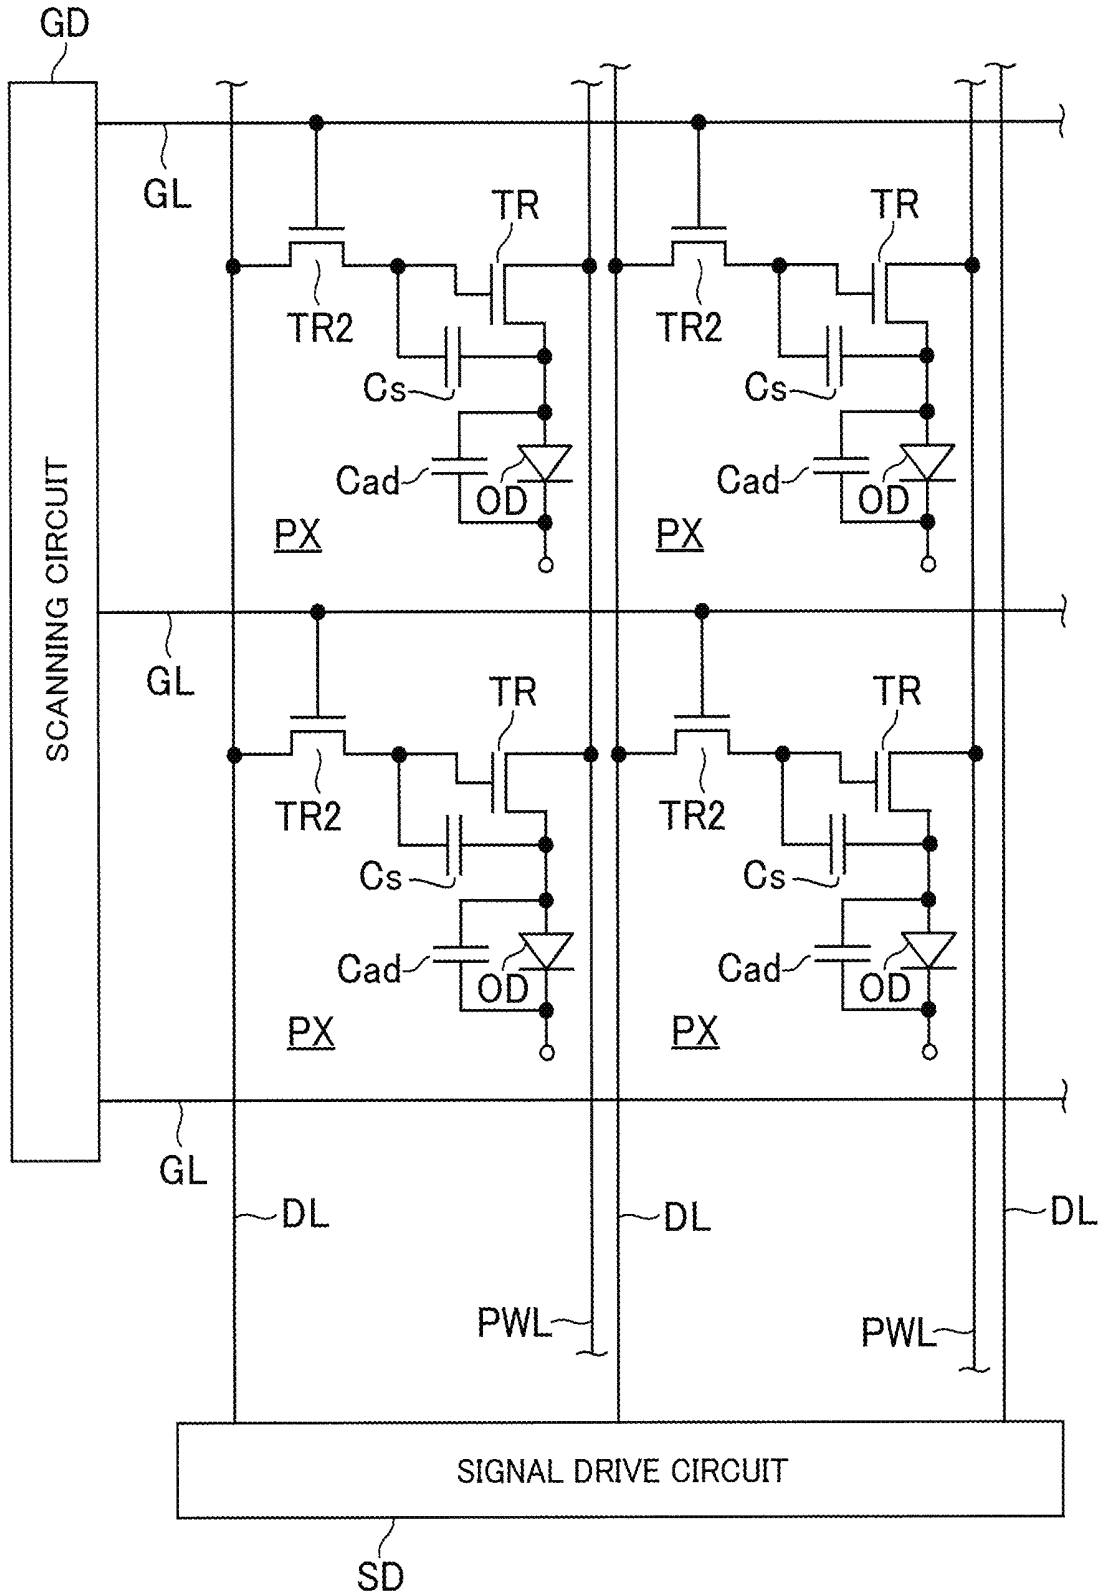 GD
GL
TR
TR
TR2
TR2
Cs
Cs
Cad
OD
Cad
OD
PX
PX
SCANNING CIRCUIT
GL
TR
TR
TR2
TR2
Cs
Cs
Cad
OD
Cad
OD
PX
PX
GL
DL
DL
DL
PWL
PWL
SIGNAL DRIVE CIRCUIT
SD